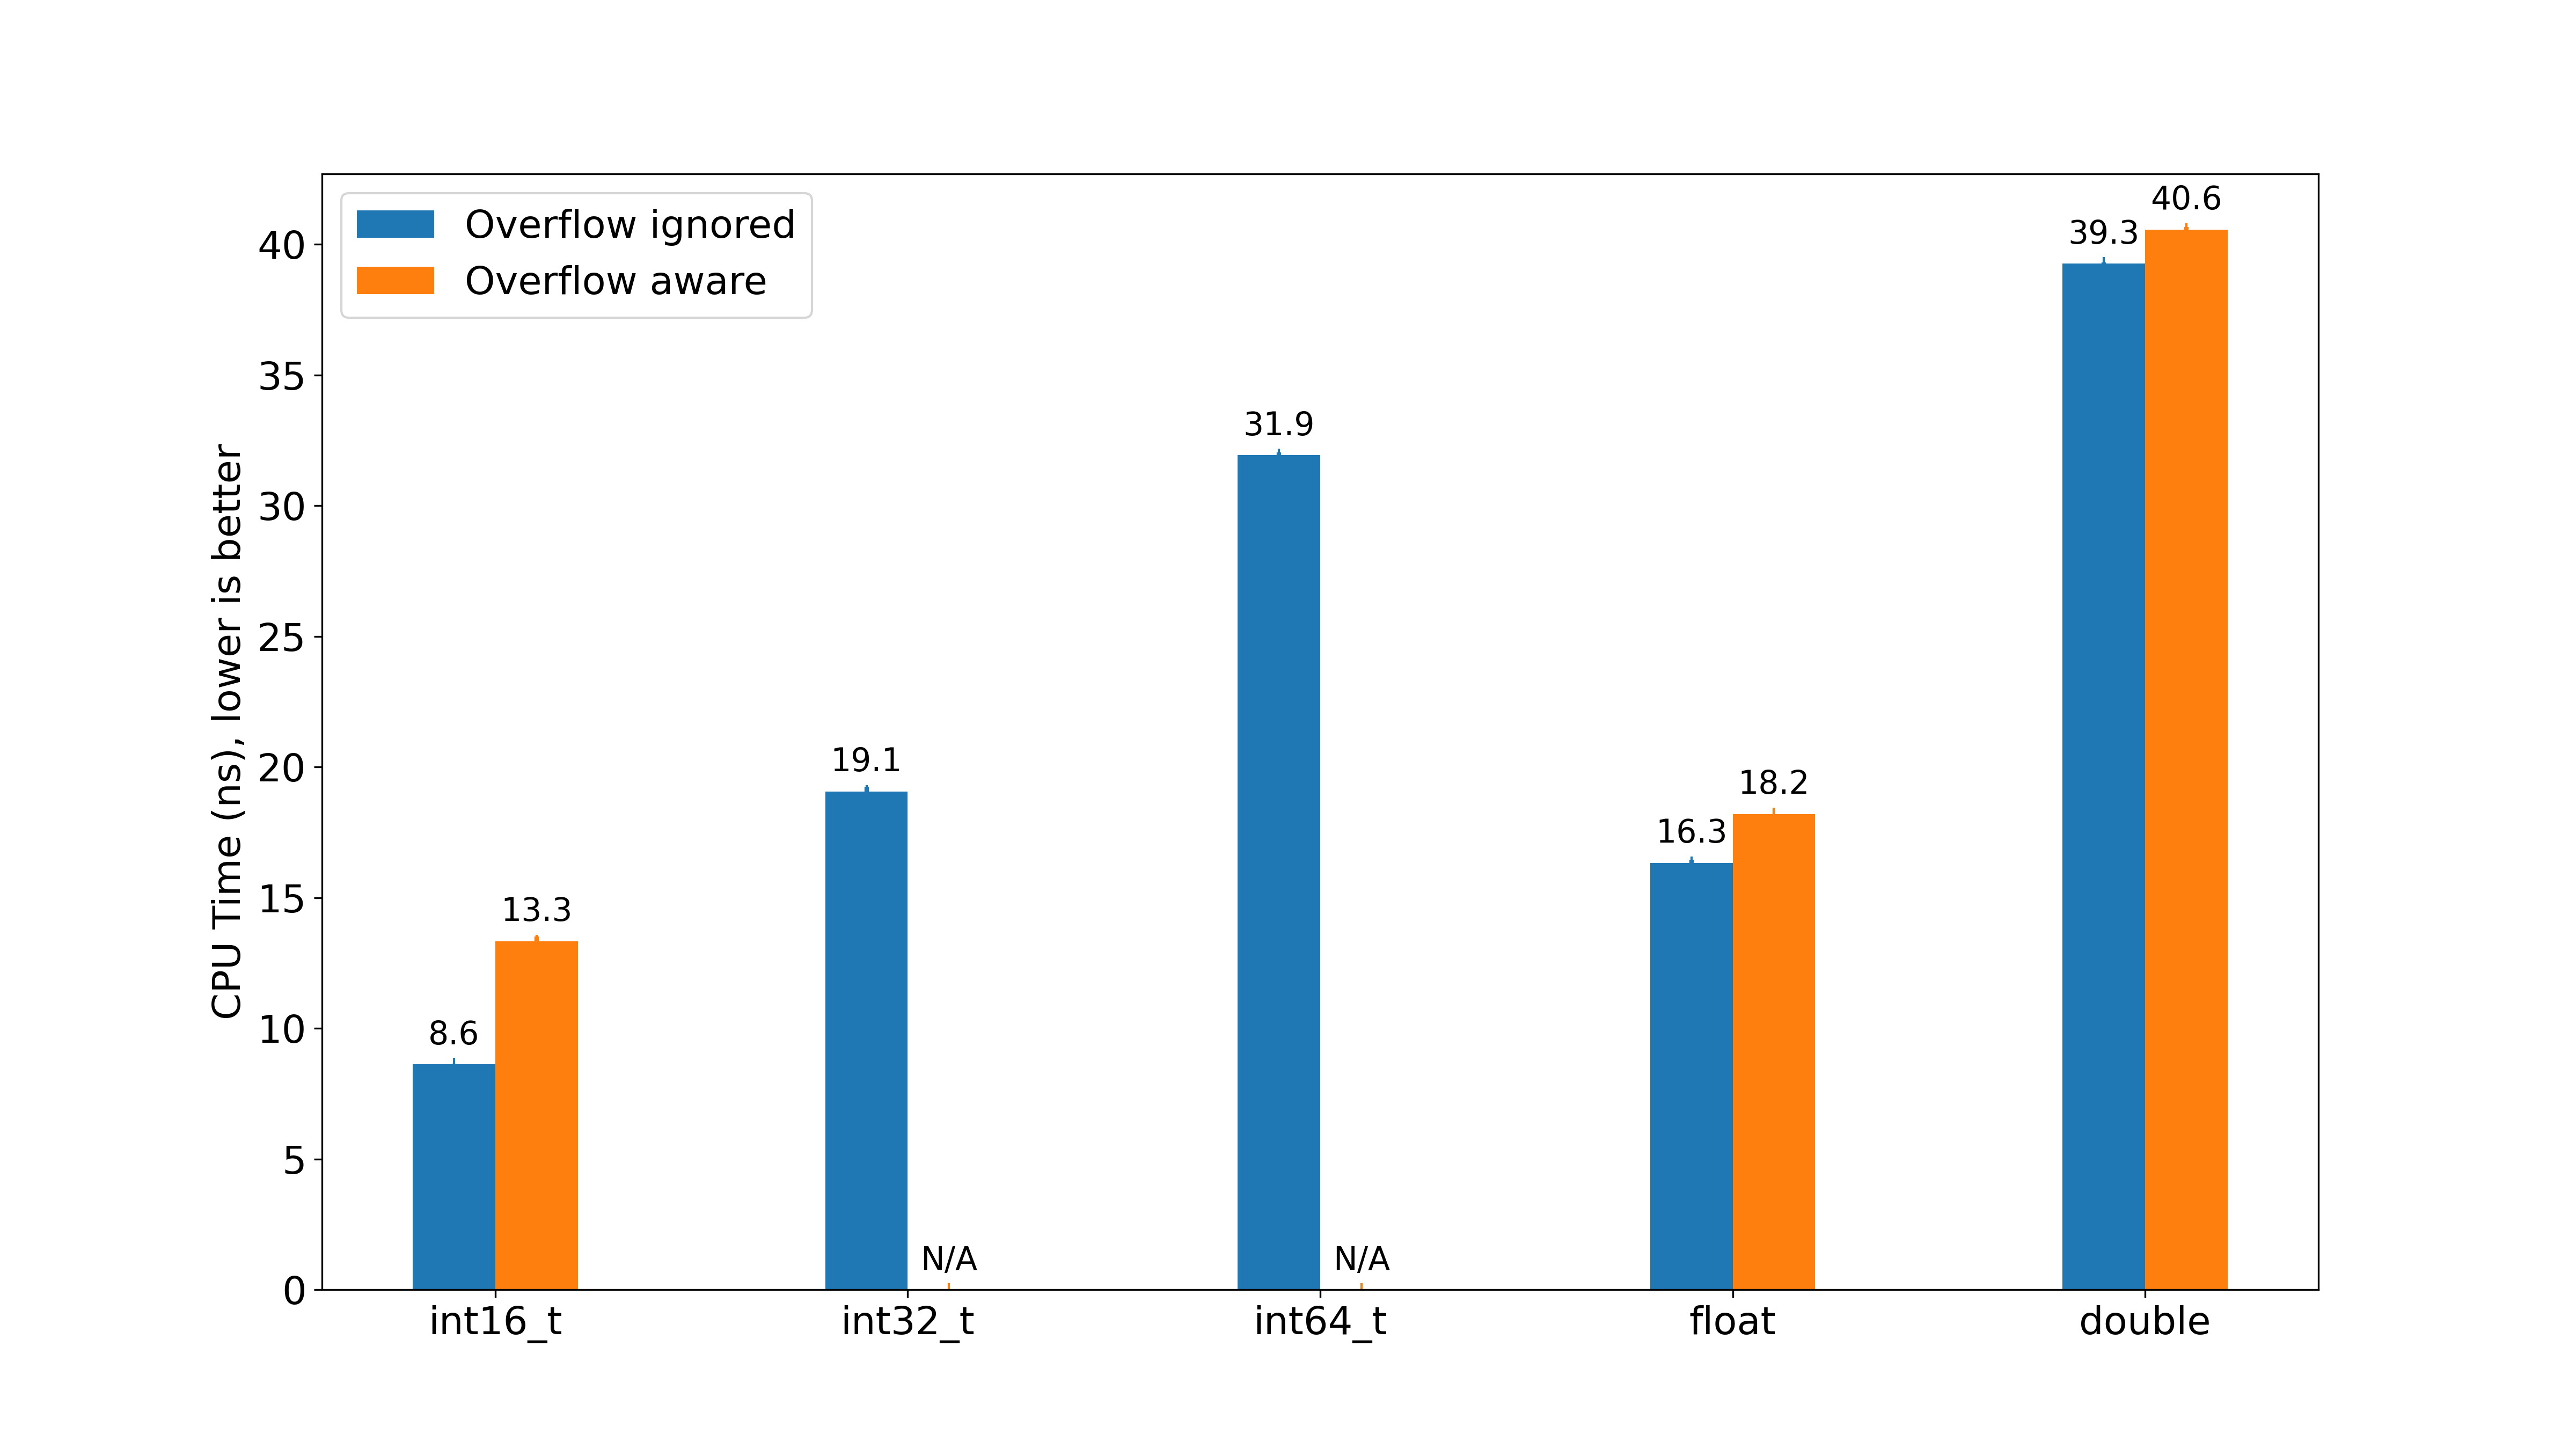 Overflow ignored
Overflow aware
CPU Time (ns), lower is better
40
35
30
25
20
15
10
5
0
8.6
13.3
19.1
N/A
31.9
N/A
16.3
18.2
39.3
40.6
int16_t
int32_t
int64_t
float
double